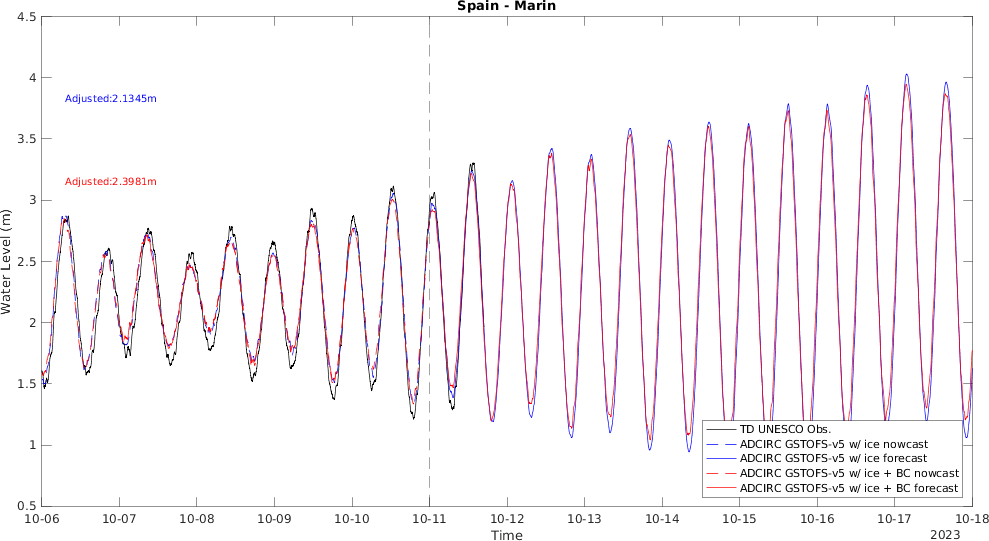 Spain - Marin
4.5
4
3.5
3
2.5
2
1.5
1
0.5
Water Level (m)
Adjusted:2.1345m
Adjusted:2.3981m
TD UNESCO Obs.
ADCIRC GSTOFS-v5 w/ ice nowcast
ADCIRC GSTOFS-v5 w/ ice forecast
ADCIRC GSTOFS-v5 w/ ice + BC nowcast
ADCIRC GSTOFS-v5 w/ ice + BC forecast
10-06 10-07 10-08 10-09 10-10 10-11 10-12 10-13 10-14 10-15 10-16 10-17 10-18
Time
2023